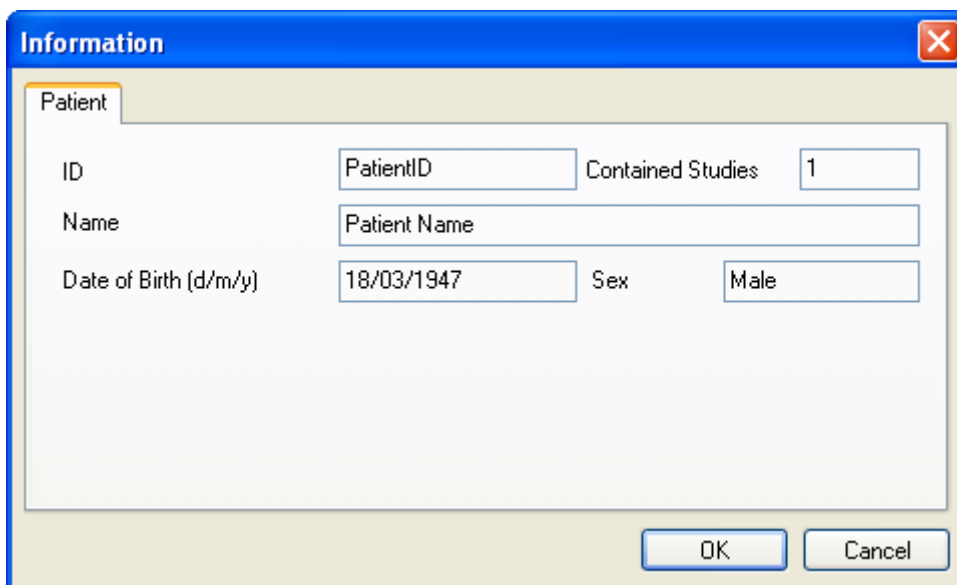 Information
Patient
ID PatientID Contained Studies 1
Name Patient Name
Date of Birth (d/m/y) 18/03/1947 Sex Male
OK Cancel